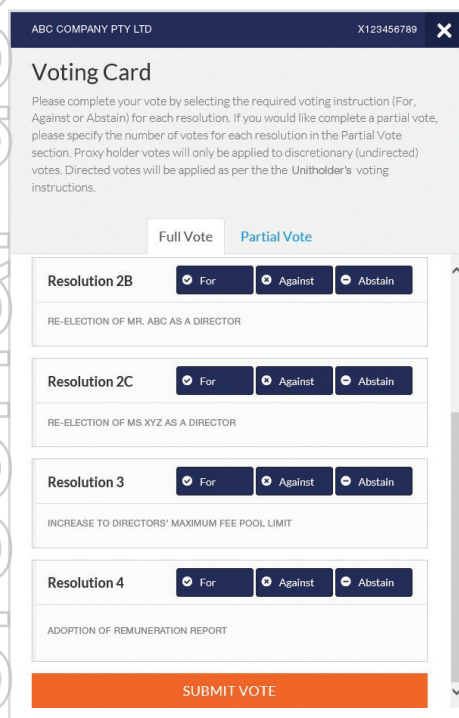 ABC COMPANY PTY LTD X123456789
Voting Card
Please complete your vote by selecting the required voting instruction (For,
Against or Abstain) for each resolution. If you would like complete a partial vote,
please specify the number of votes for each resolution in the Partial Vote
section. Proxy holder votes will only be applied to discretionary (undirected)
votes. Directed votes will be applied as per the the Unitholder's voting
instructions.
Full Vote Partial Vote
Resolution 2B For Against Abstain
RE-ELECTION OF MR. ABC AS A DIRECTOR
Resolution 2C For Against Abstain
RE-ELECTION OF MS XYZ AS A DIRECTOR
Resolution 3 For Against Abstain
INCREASE TO DIRECTORS' MAXIMUM FEE POOL LIMIT
Resolution 4 For Against Abstain
ADOPTION OF REMUNERATION REPORT
SUBMIT VOTE